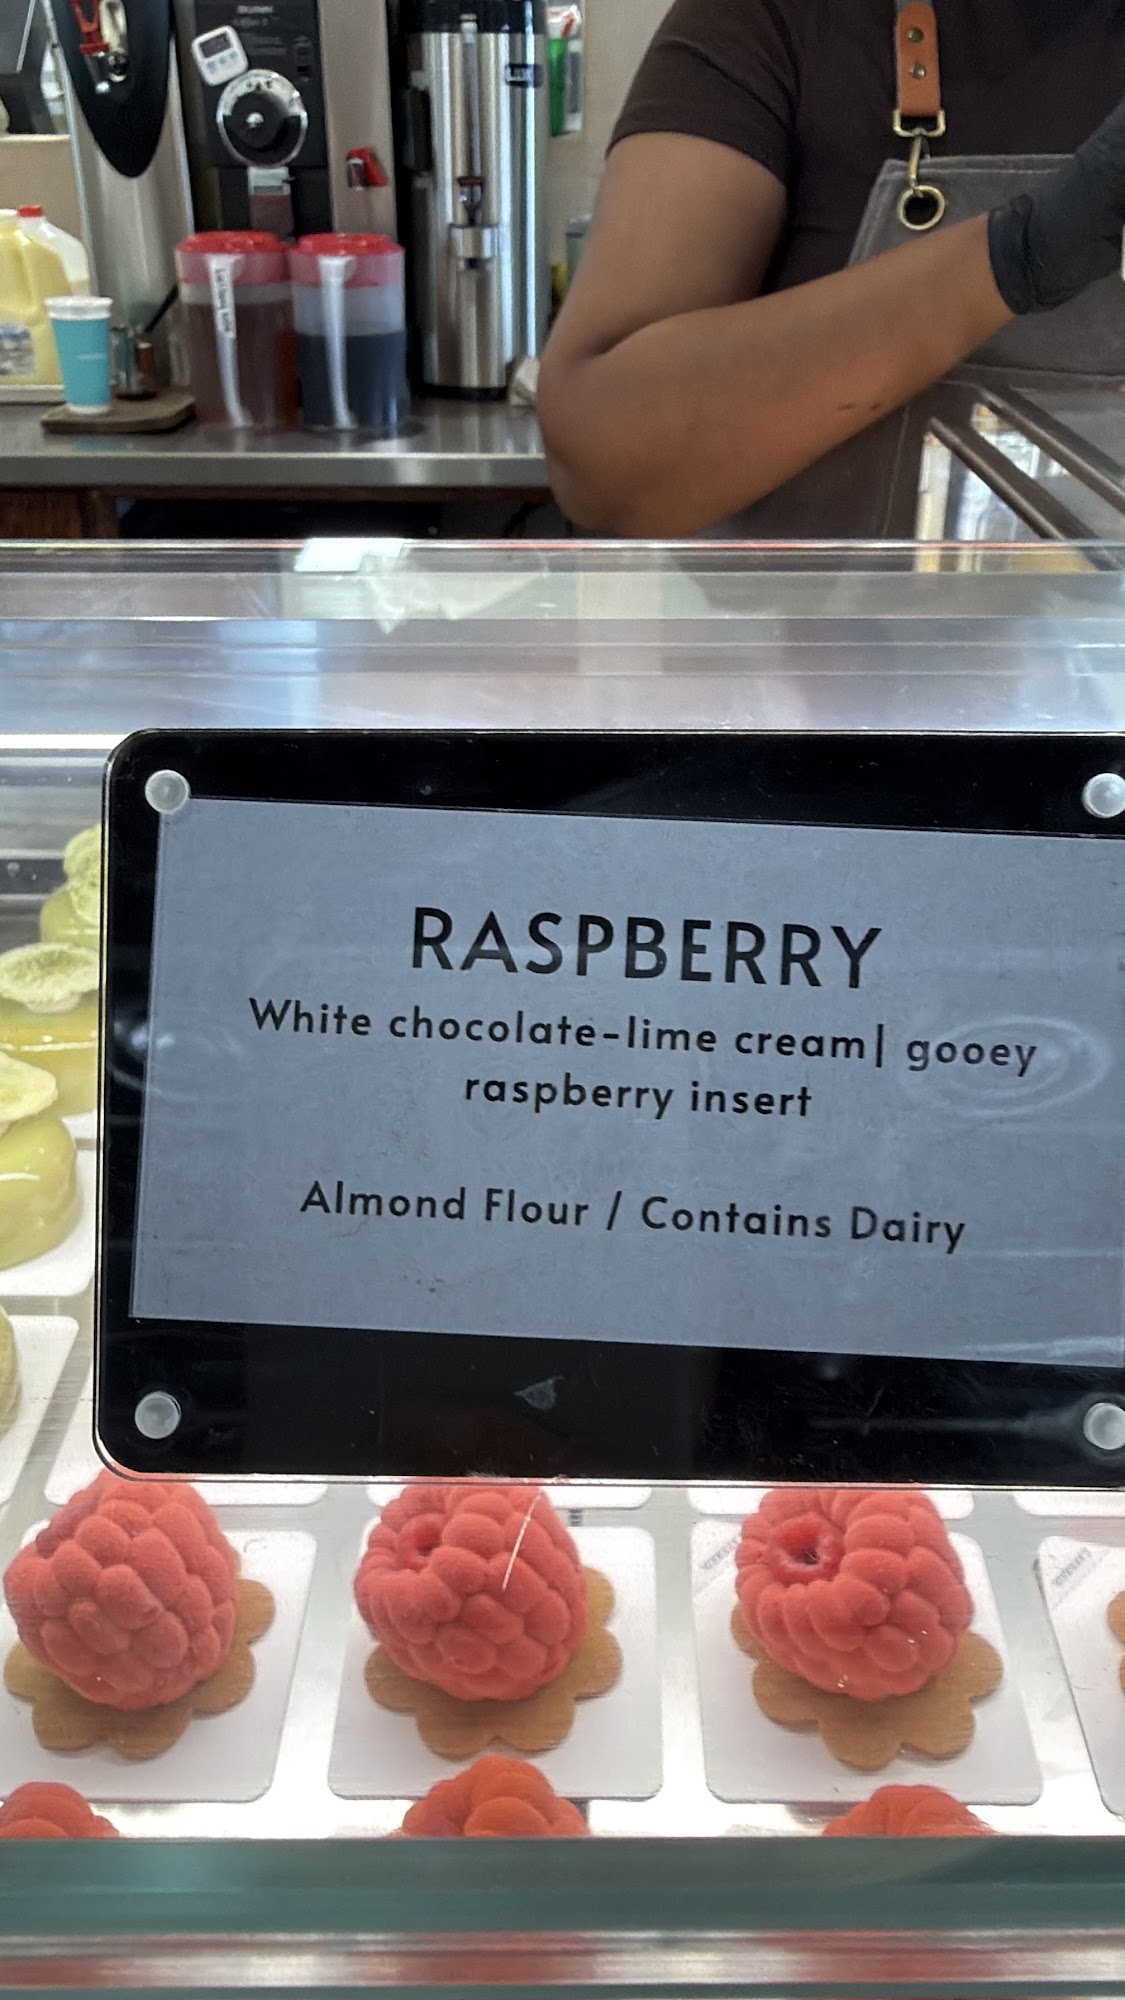 RASPBERRY
White chocolate-lime cream| gooey
raspberry insert
Almond Flour / Contains Dairy